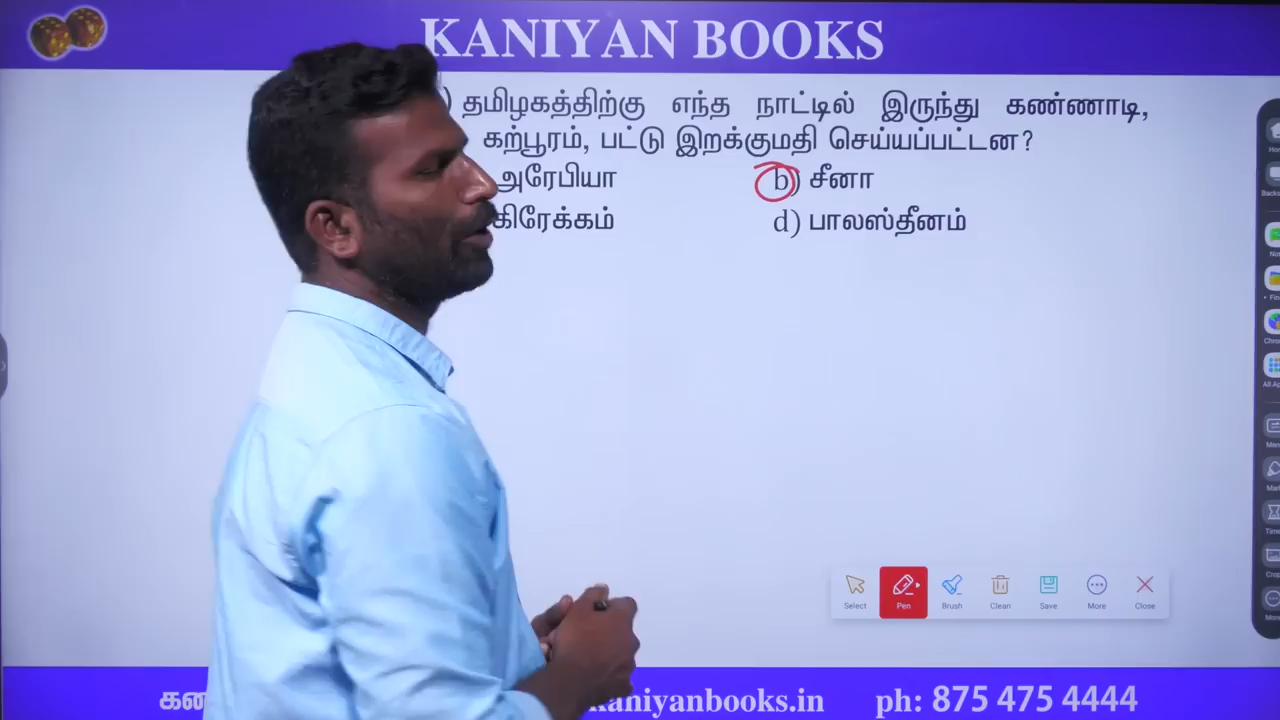 KANIYAN BOOKS
) தமிழகத்திற்கு எந்த நாட்டில் இருந்து கண்ணாடி,
கற்பூரம், பட்டு இறக்குமதி செய்யப்பட்டன?
அரேபியா b) சீனா
கிரேக்கம் d) பாலஸ்தீனம்
Select Pen Brush Clean Save More Close
kaniyanbooks.in ph: 875 475 4444